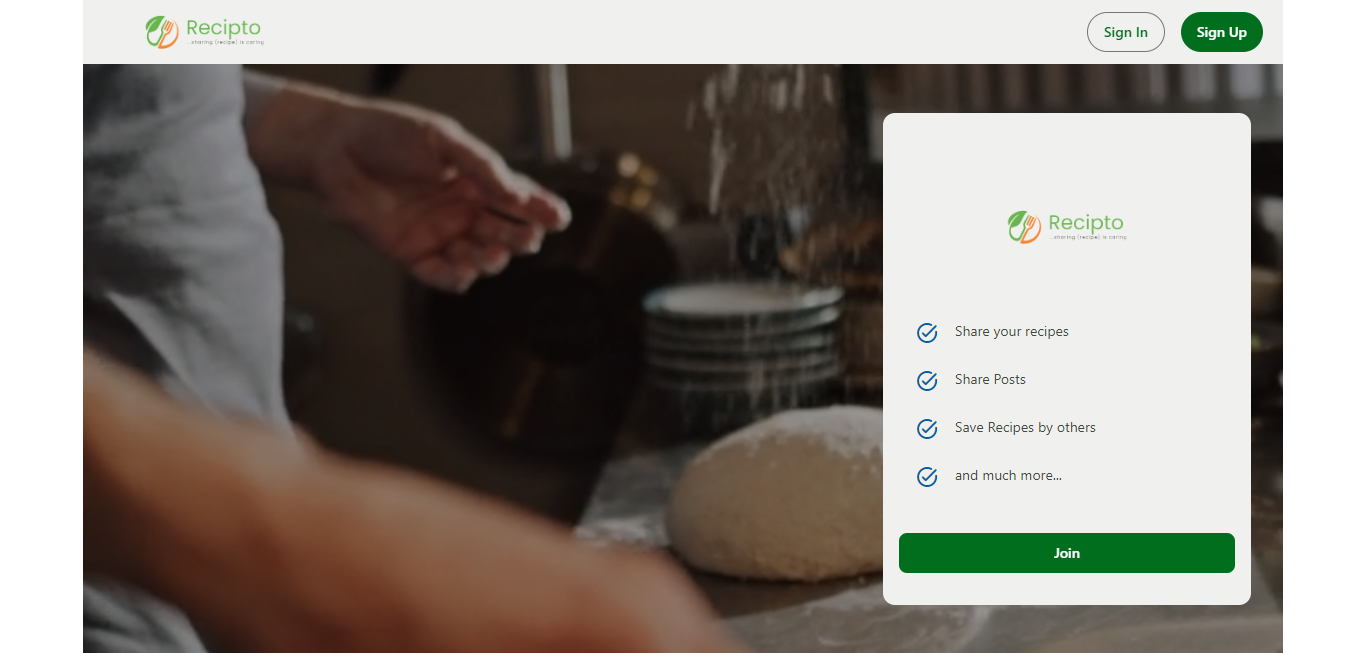 Recipto
...sharing (recipe) is caring
Sign In
Sign Up
Recipto
...sharing (recipe) is caring
Share your recipes
Share Posts
Save Recipes by others
and much more...
Join